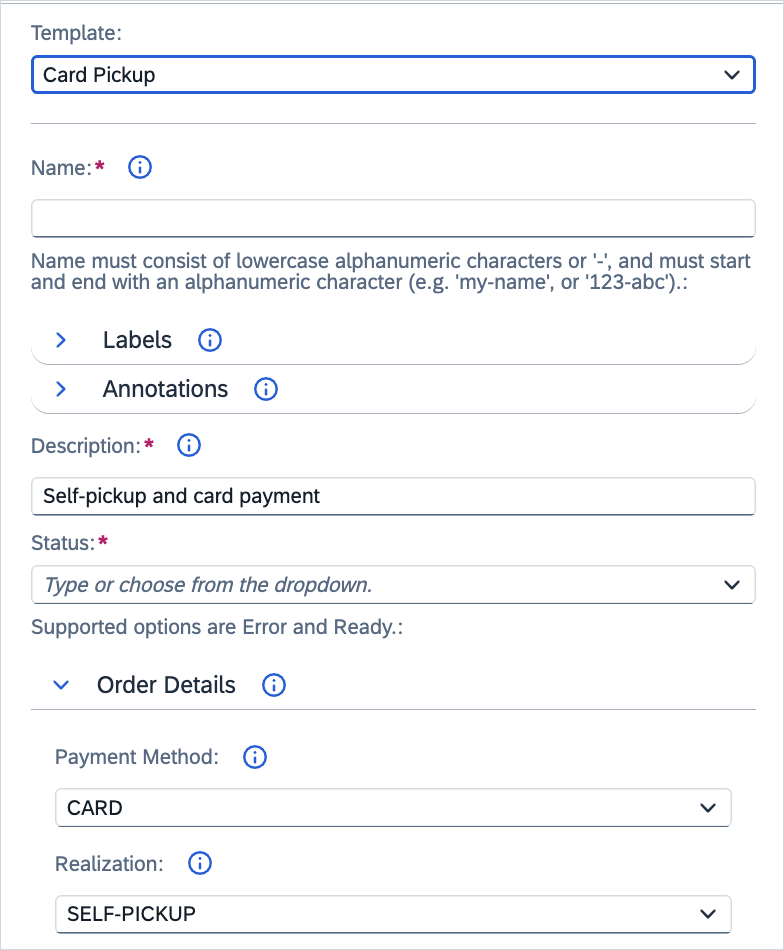 Template:
Card Pickup
Name:*
Name must consist of lowercase alphanumeric characters or '-', and must start
and end with an alphanumeric character (e.g. 'my-name', or '123-abc').:
Labels
Annotations
Description:*
Self-pickup and card payment
Status:*
Type or choose from the dropdown.
Supported options are Error and Ready.:
Order Details
Payment Method:
CARD
Realization:
SELF-PICKUP